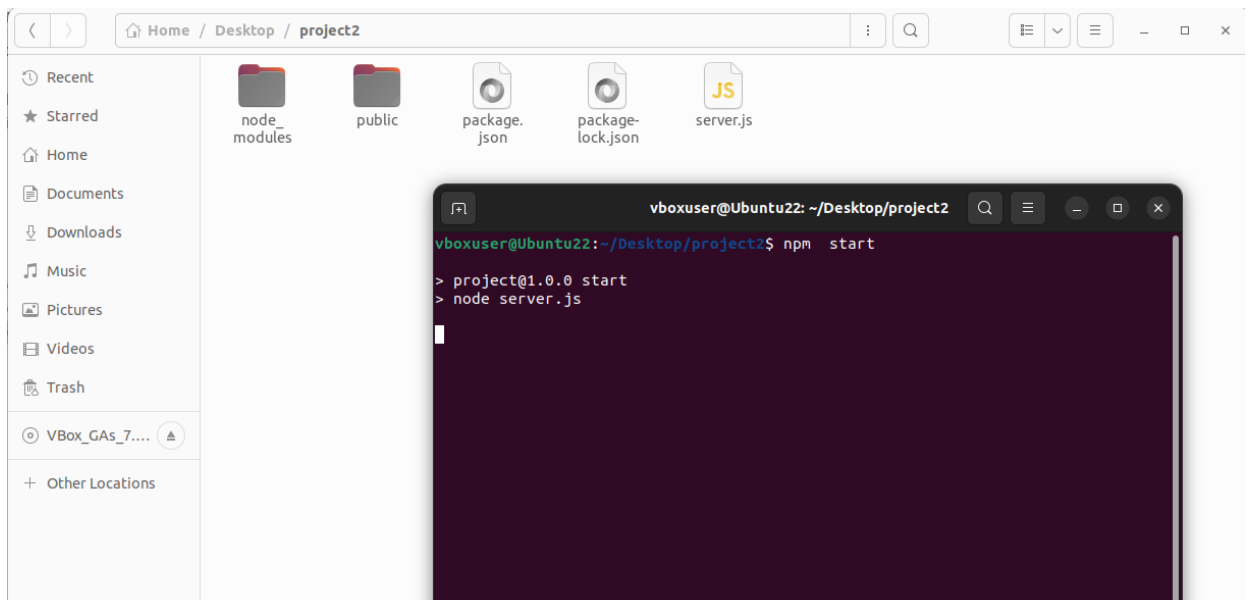 Home / Desktop / project2
Recent
Starred
Home
Documents
Downloads
Music
Pictures
Videos
Trash
VBox_GAs_7....
+ Other Locations
node_
modules
public
package.
json
package-
lock.json
JS
server.js
vboxuser@Ubuntu22: ~/Desktop/project2
vboxuser@Ubuntu22:~/Desktop/project2$ npm  start
> project@1.0.0 start
> node server.js